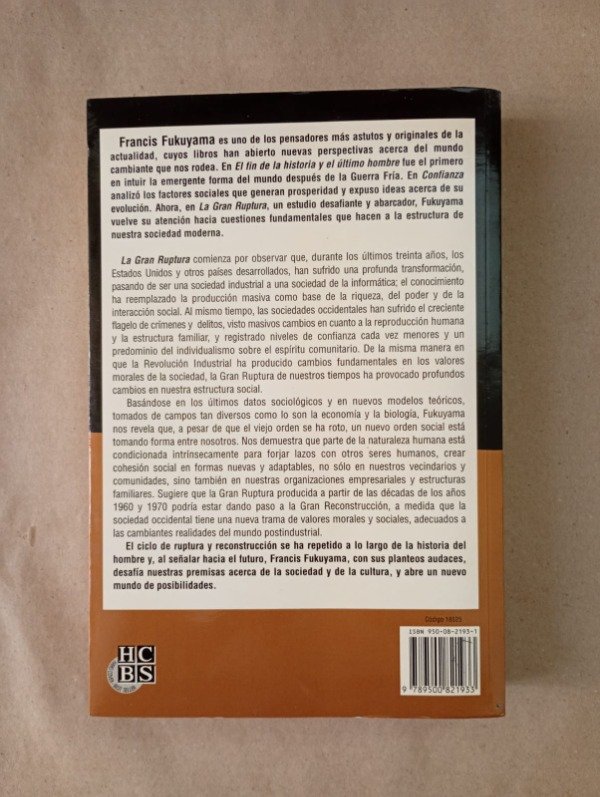 Francis Fukuyama es uno de los pensadores más astutos y originales de la
actualidad, cuyos libros han abierto nuevas perspectivas acerca del mundo
cambiante que nos rodea. En El fin de la historia y el último hombre fue el primero
en intuir la emergente forma del mundo después de la Guerra Fría. En Confianza
analizó los factores sociales que generan prosperidad y expuso ideas acerca de su
evolución. Ahora, en La Gran Ruptura, un estudio desafiante y abarcador, Fukuyama
vuelve su atención hacia cuestiones fundamentales que hacen a la estructura de
nuestra sociedad moderna.
La Gran Ruptura comienza por observar que, durante los últimos treinta años, los
Estados Unidos y otros países desarrollados, han sufrido una profunda transformación,
pasando de ser una sociedad industrial a una sociedad de la informática; el conocimiento
ha reemplazado la producción masiva como base de la riqueza, del poder y de la
interacción social. Al mismo tiempo, las sociedades occidentales han sufrido el creciente
flagelo de crímenes y delitos, visto masivos cambios en cuanto a la reproducción humana
y la estructura familiar, y registrado niveles de confianza cada vez menores y un
predominio del individualismo sobre el espíritu comunitario. De la misma manera en
que la Revolución Industrial ha producido cambios fundamentales en los valores
morales de la sociedad, la Gran Ruptura de nuestros tiempos ha provocado profundos
cambios en nuestra estructura social.
Basándose en los últimos datos sociológicos y en nuevos modelos teóricos,
tomados de campos tan diversos como lo son la economía y la biología, Fukuyama
nos revela que, a pesar de que el viejo orden se ha roto, un nuevo orden social está
tomando forma entre nosotros. Nos demuestra que parte de la naturaleza humana está
condicionada intrínsecamente para forjar lazos con otros seres humanos, crear
cohesión social en formas nuevas y adaptables, no sólo en nuestros vecindarios y
comunidades, sino también en nuestras organizaciones empresariales y estructuras
familiares. Sugiere que la Gran Ruptura producida a partir de las décadas de los años
1960 y 1970 podría estar dando paso a la Gran Reconstrucción, a medida que la
sociedad occidental tiene una nueva trama de valores morales y sociales, adecuados a
las cambiantes realidades del mundo postindustrial.
El ciclo de ruptura y reconstrucción se ha repetido a lo largo de la historia del
hombre y, al señalar hacia el futuro, Francis Fukuyama, con sus planteos audaces,
desafía nuestras premisas acerca de la sociedad y de la cultura, y abre un nuevo
mundo de posibilidades.
Código 18525
ISBN 950-08-2193-1
9 789500 821933
HC
BS